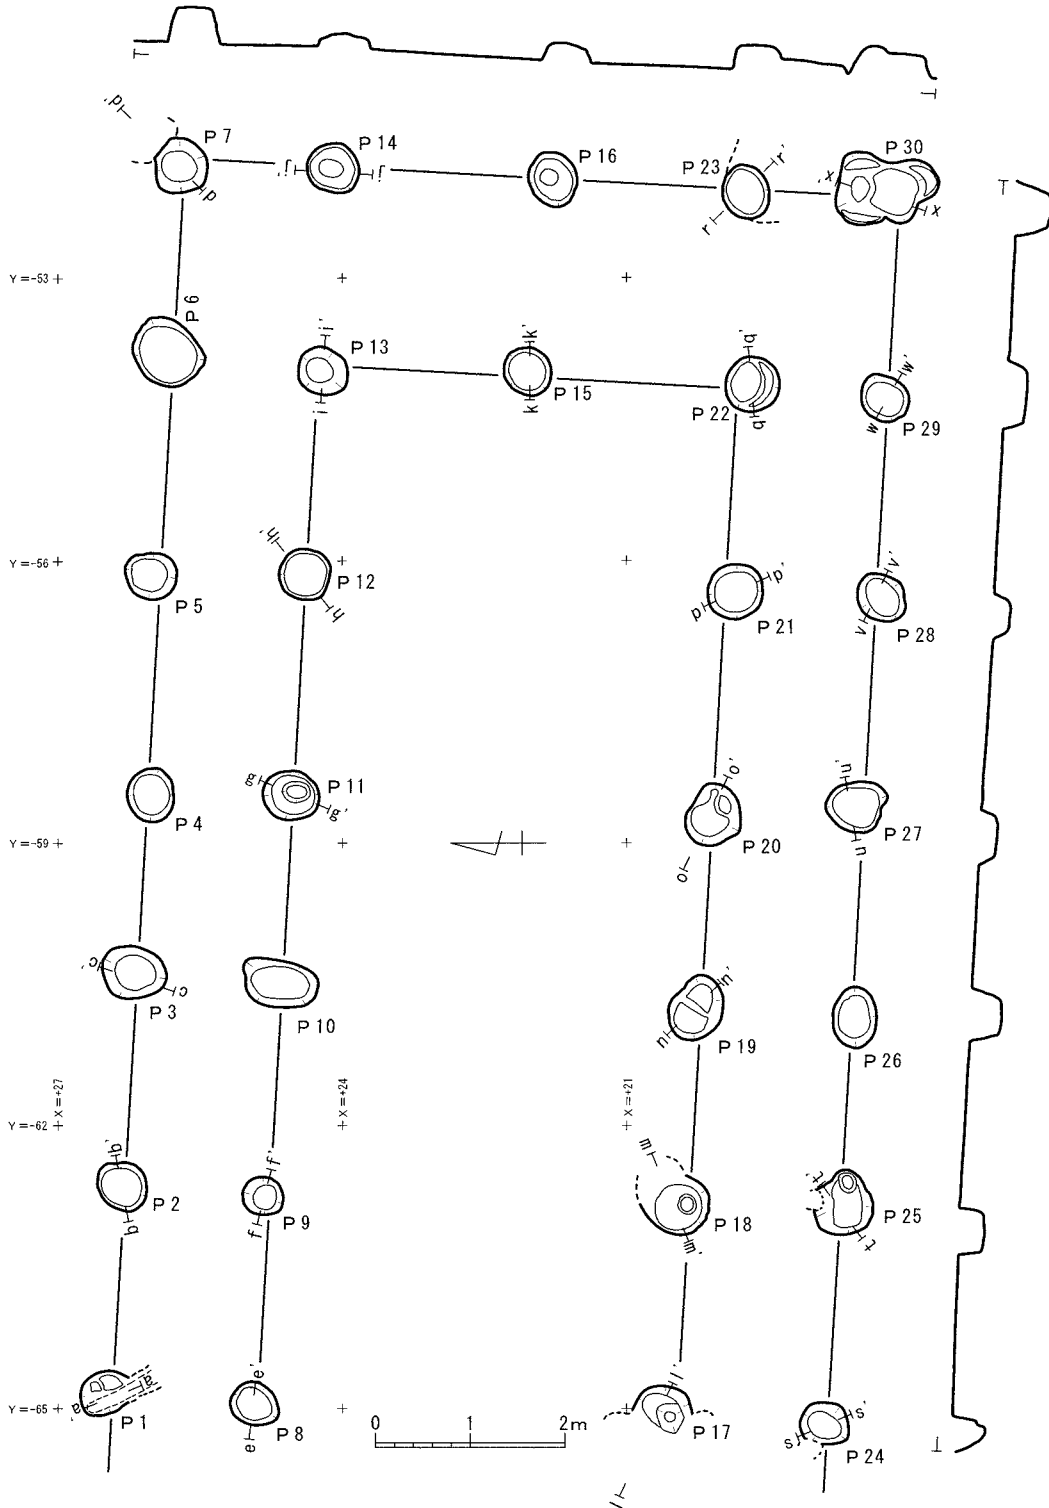 P 7
P 14
P 16
P 23
P 30
d'
d
j'
j
r'
r
x'
x
Y =-53
P 6
i'
P 13
i
k'
P 15
k
q'
P 22
q
w'
w
P 29
Y =-56
P 5
h'
P 12
h
p'
p
P 21
v'
v
P 28
P 4
g
P 11
g'
o'
P 20
o
u'
P 27
u
Y =-59
c'
c
P 3
P 10
n'
n
P 19
P 26
X =+27
X =+24
X =+21
Y =-62
b'
P 2
b
f'
f
P 9
m
P 18
m'
t'
P 25
t
Y =-65
a
a'
P 1
e'
P 8
e
0 1 2m
l'
P 17
l
s'
s
P 24